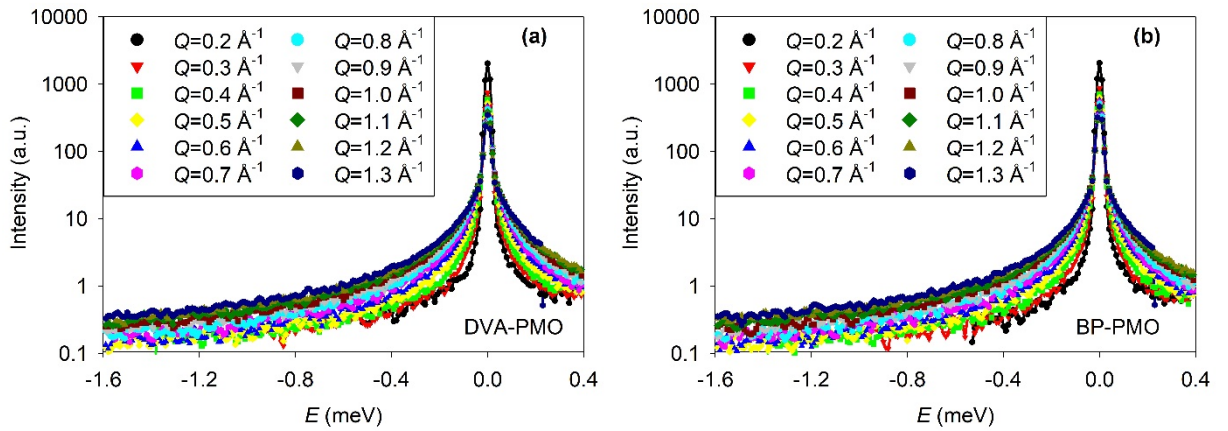 10000
1000
100
10
1
0.1
Intensity (a.u.)
Q=0.2 Å⁻¹ Q=0.8 Å⁻¹
Q=0.3 Å⁻¹ Q=0.9 Å⁻¹
Q=0.4 Å⁻¹ Q=1.0 Å⁻¹
Q=0.5 Å⁻¹ Q=1.1 Å⁻¹
Q=0.6 Å⁻¹ Q=1.2 Å⁻¹
Q=0.7 Å⁻¹ Q=1.3 Å⁻¹
(a)
DVA-PMO
-1.6 -1.2 -0.8 -0.4 0.0 0.4
E (meV)
10000
1000
100
10
1
0.1
Intensity (a.u.)
Q=0.2 Å⁻¹ Q=0.8 Å⁻¹
Q=0.3 Å⁻¹ Q=0.9 Å⁻¹
Q=0.4 Å⁻¹ Q=1.0 Å⁻¹
Q=0.5 Å⁻¹ Q=1.1 Å⁻¹
Q=0.6 Å⁻¹ Q=1.2 Å⁻¹
Q=0.7 Å⁻¹ Q=1.3 Å⁻¹
(b)
BP-PMO
-1.6 -1.2 -0.8 -0.4 0.0 0.4
E (meV)